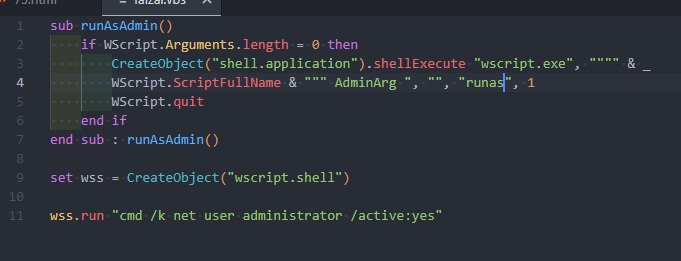 75.html
faizal.vbs
1 sub runAsAdmin()
2 if WScript.Arguments.length = 0 then
3 CreateObject("shell.application").shellExecute "wscript.exe", """" & _
4 WScript.ScriptFullName & """ AdminArg ", "", "runas", 1
5 WScript.quit
6 end if
7 end sub : runAsAdmin()
8
9 set wss = CreateObject("wscript.shell")
10
11 wss.run "cmd /k net user administrator /active:yes"